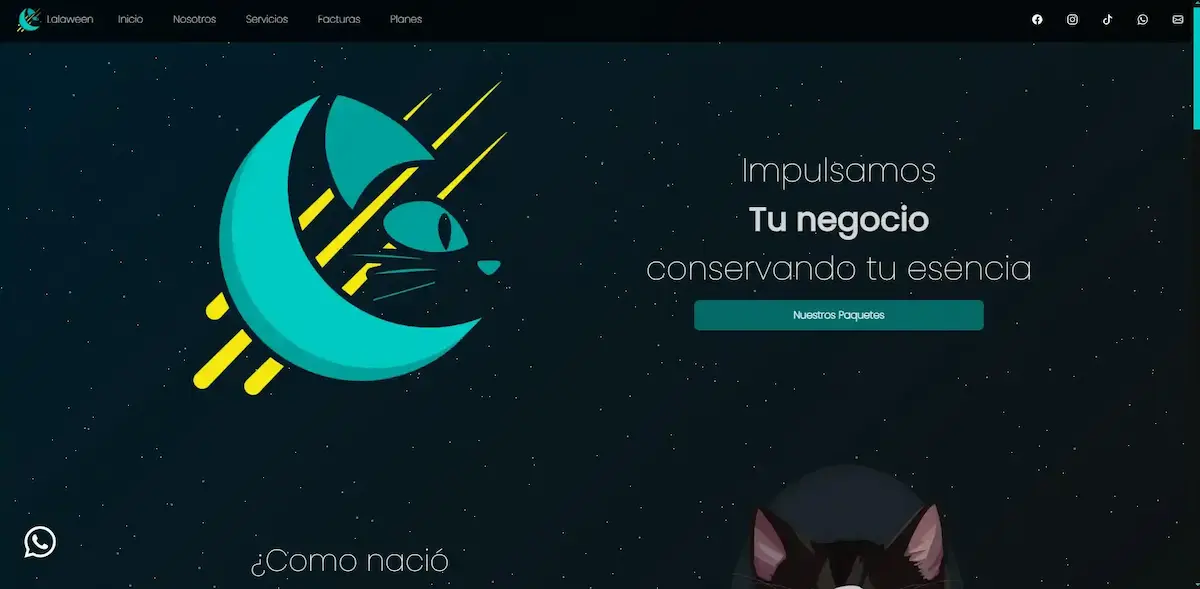 Lalaween Inicio Nosotros Servicios Facturas Planes
Impulsamos
Tu negocio
conservando tu esencia
Nuestros Paquetes
¿Como nació